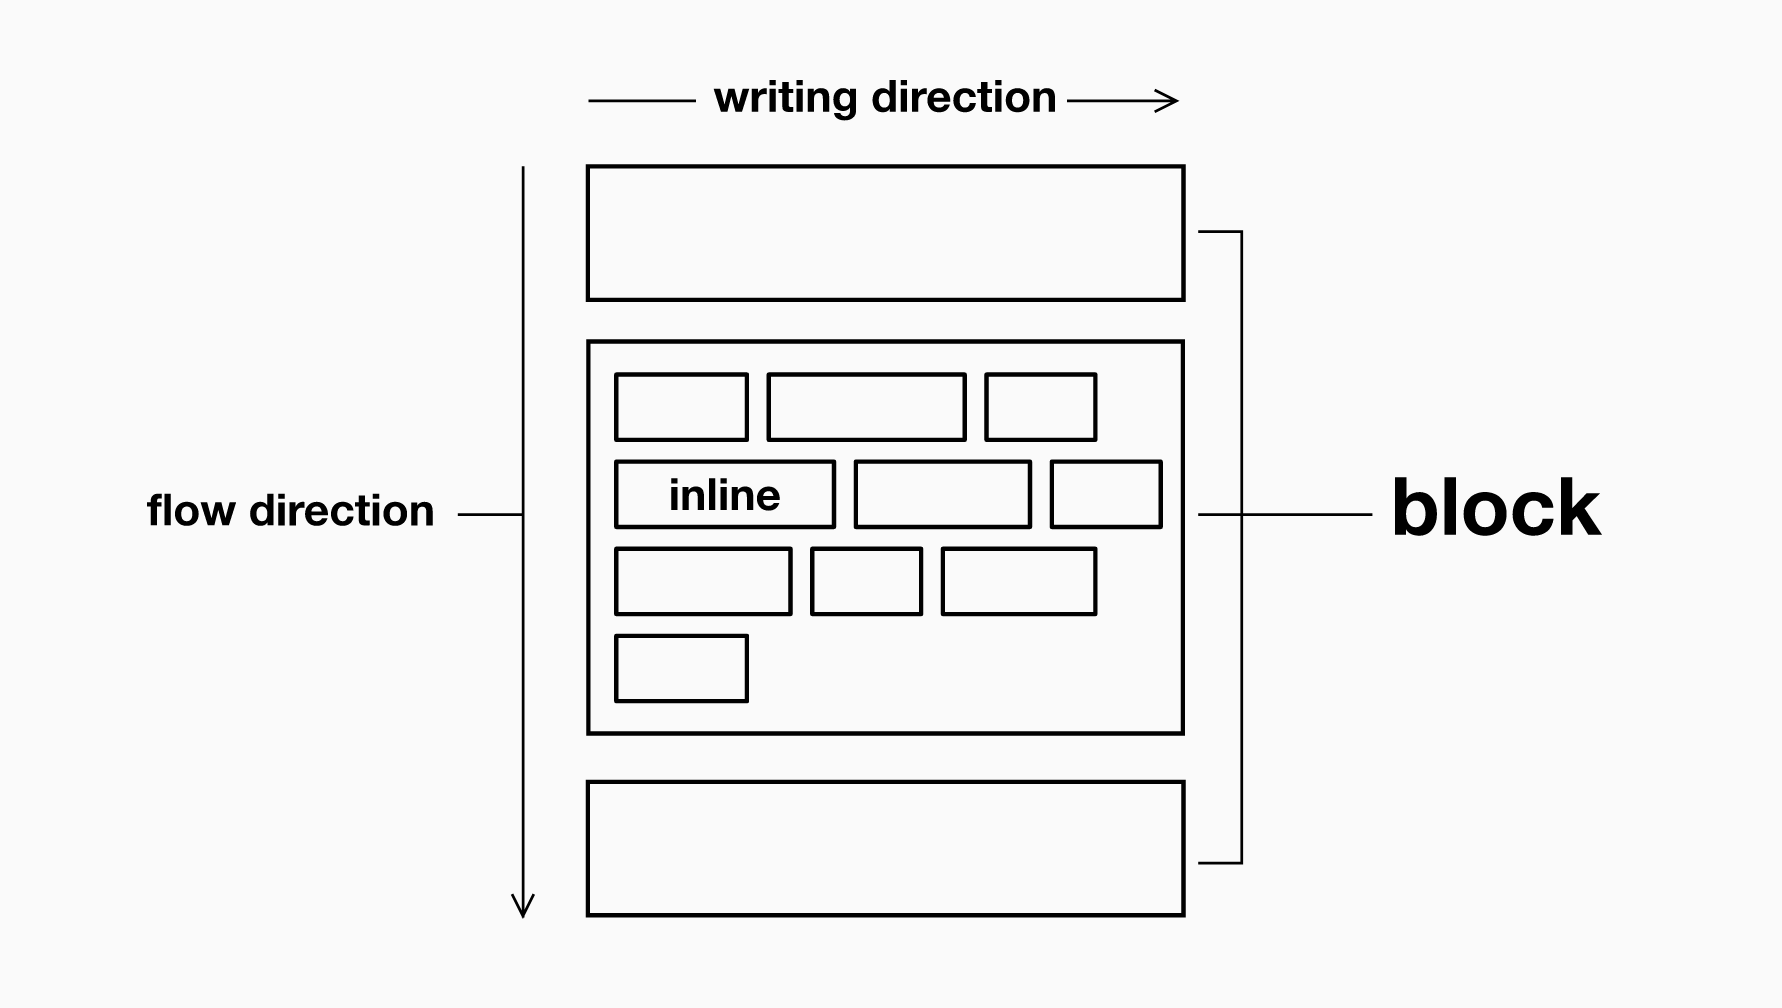 writing direction
inline
flow direction
block